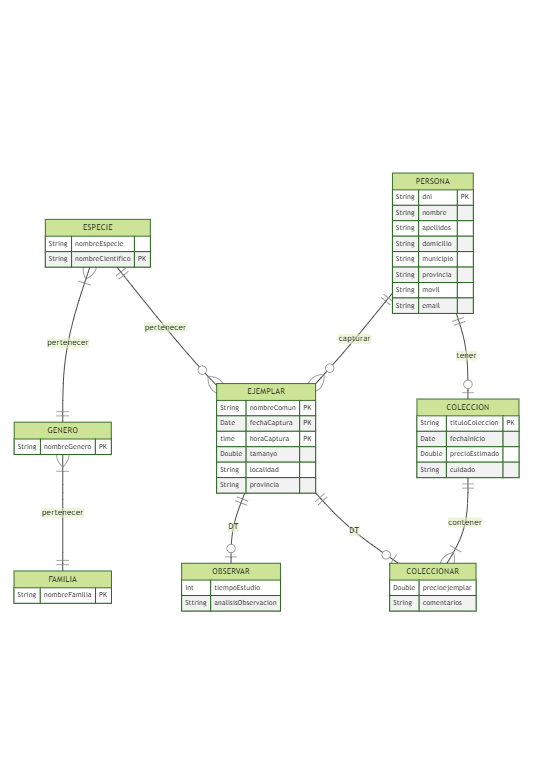 PERSONA
String dni PK
String nombre
String apellidos
String domicilio
String municipio
String provincia
String movil
String email
ESPECIE
String nombreEspecie
String nombreCientifico PK
pertenecer
pertenecer
capturar
tener
EJEMPLAR
String nombreComun PK
Date fechaCaptura PK
time horaCaptura PK
Double tamanyo
String localidad
String provincia
COLECCION
String tituloColeccion PK
Date fechaInicio
Double precioEstimado
String cuidado
GENERO
String nombreGenero PK
pertenecer
DT
DT
contener
FAMILIA
String nombreFamilia PK
OBSERVAR
int tiempoEstudio
Sttring analisisObservacion
COLECCIONAR
Double precioejemplar
String comentarios